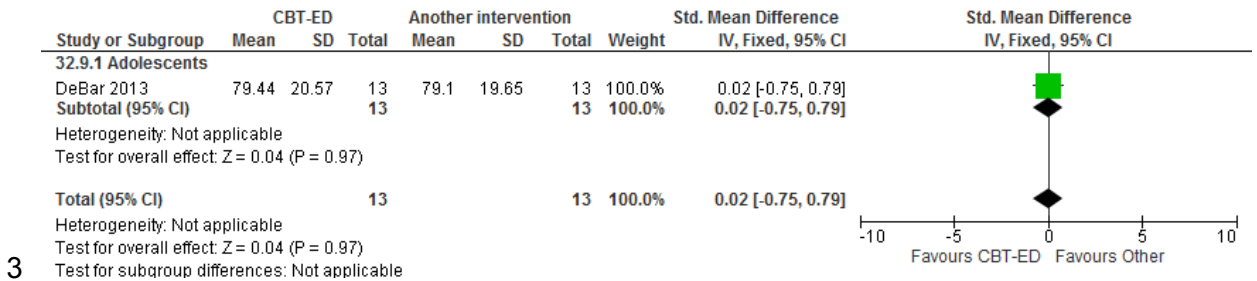 CBT-ED Another intervention Std. Mean Difference Std. Mean Difference
Study or Subgroup Mean SD Total Mean SD Total Weight IV, Fixed, 95% CI IV, Fixed, 95% CI
32.9.1 Adolescents
DeBar 2013 79.44 20.57 13 79.1 19.65 13 100.0% 0.02 [-0.75, 0.79]
Subtotal (95% CI) 13 13 100.0% 0.02 [-0.75, 0.79]
Heterogeneity: Not applicable
Test for overall effect: Z = 0.04 (P = 0.97)
Total (95% CI) 13 13 100.0% 0.02 [-0.75, 0.79]
Heterogeneity: Not applicable
-10 -5 0 5 10
Test for overall effect: Z = 0.04 (P = 0.97)
Favours CBT-ED Favours Other
3 Test for subgroup differences: Not applicable